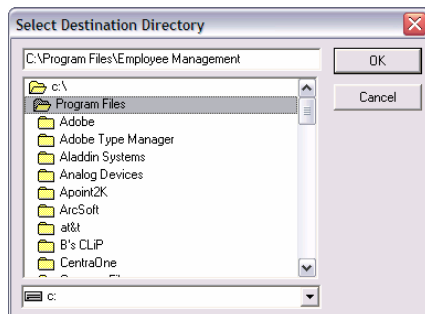 Select Destination Directory
C:\Program Files\Employee Management
OK
Cancel
c:\
Program Files
Adobe
Adobe Type Manager
Aladdin Systems
Analog Devices
Apoint2K
ArcSoft
at&t
B's CLiP
CentraOne
c: